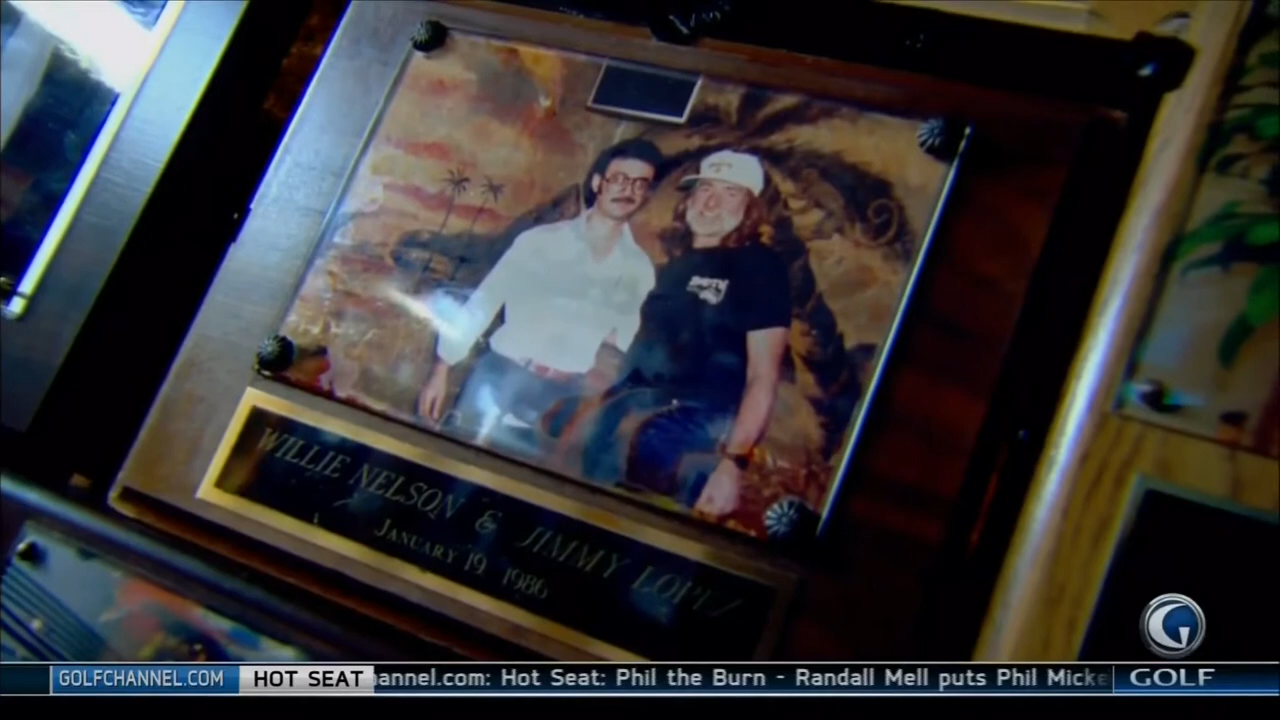 WILLIE NELSON & JIMMY LOPEZ
JANUARY 19 1986
GOLFCHANNEL.COM HOT SEAT annel.com: Hot Seat: Phil the Burn - Randall Mell puts Phil Micke GOLF